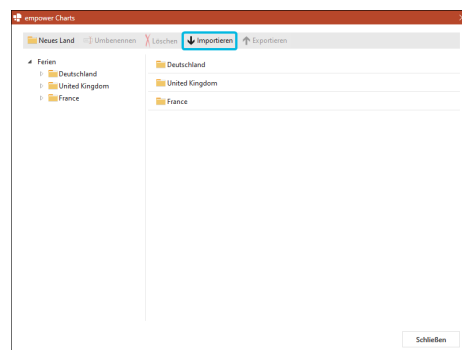 empower Charts
Neues Land Umbenennen Löschen Importieren Exportieren
Ferien
Deutschland
United Kingdom
France
Deutschland
United Kingdom
France
Schließen